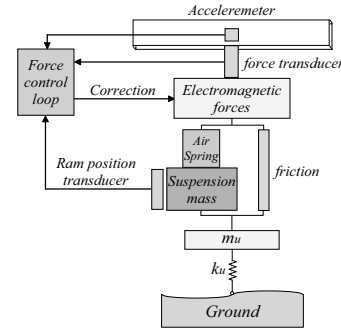 Acceleremeter
force transducer
Force
control
loop
Correction
Electromagnetic
forces
Air
Spring
Ram position
transducer
Suspension
mass
friction
mu
ku
Ground